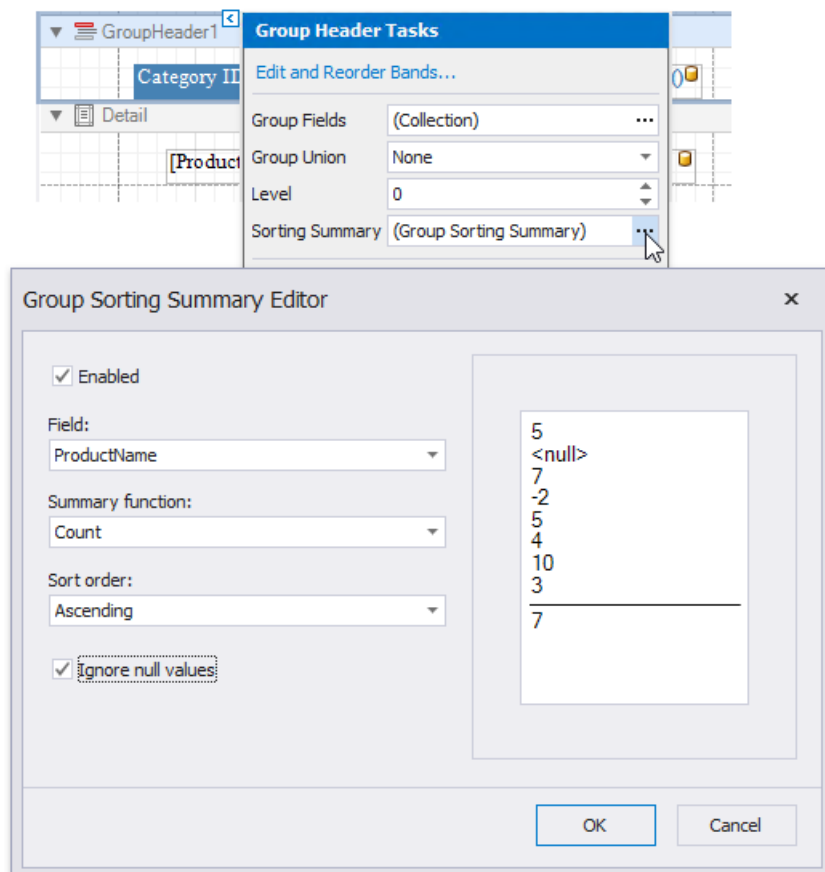 GroupHeader1
Group Header Tasks
Category ID
()
Edit and Reorder Bands...
Detail
Group Fields (Collection) ...
[Product
Group Union None
Level 0
Sorting Summary (Group Sorting Summary) ...
Group Sorting Summary Editor
Enabled
Field:
ProductName
Summary function:
Count
Sort order:
Ascending
Ignore null values
5
<null>
7
-2
5
4
10
3
7
OK Cancel